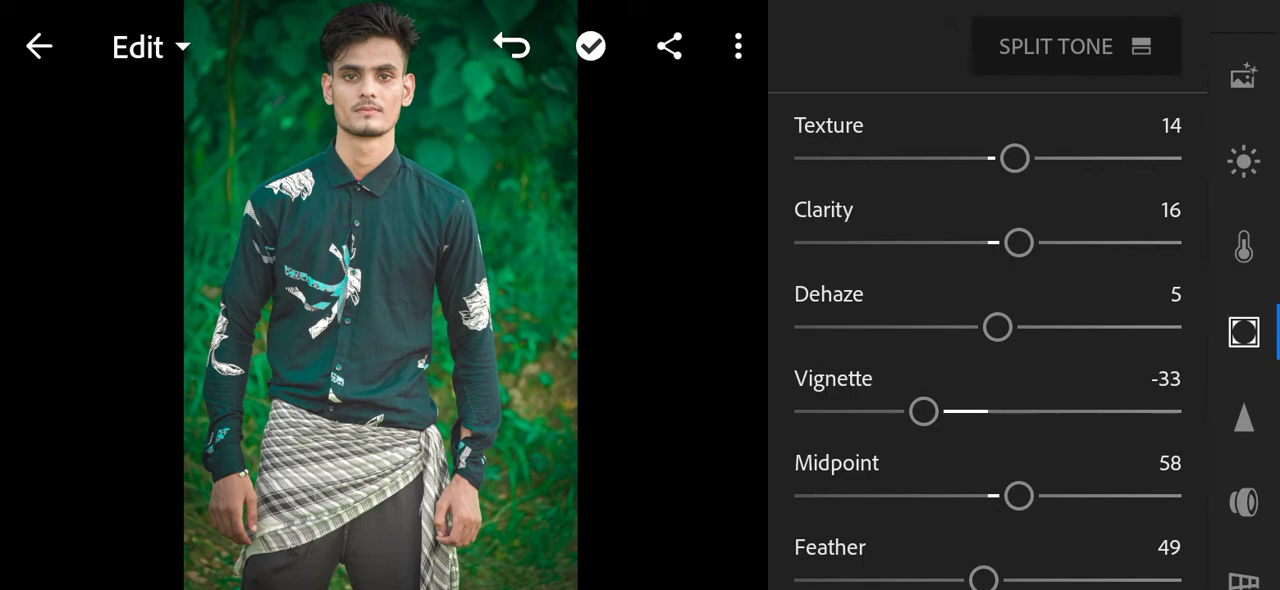 Edit
SPLIT TONE
Texture 14
Clarity 16
Dehaze 5
Vignette -33
Midpoint 58
Feather 49